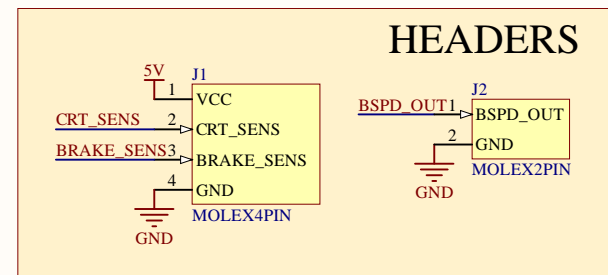 HEADERS
5V
J1
1 VCC
CRT_SENS 2 CRT_SENS
BRAKE_SENS 3 BRAKE_SENS
4 GND
GND
MOLEX4PIN
J2
BSPD_OUT 1 BSPD_OUT
2 GND
GND
MOLEX2PIN